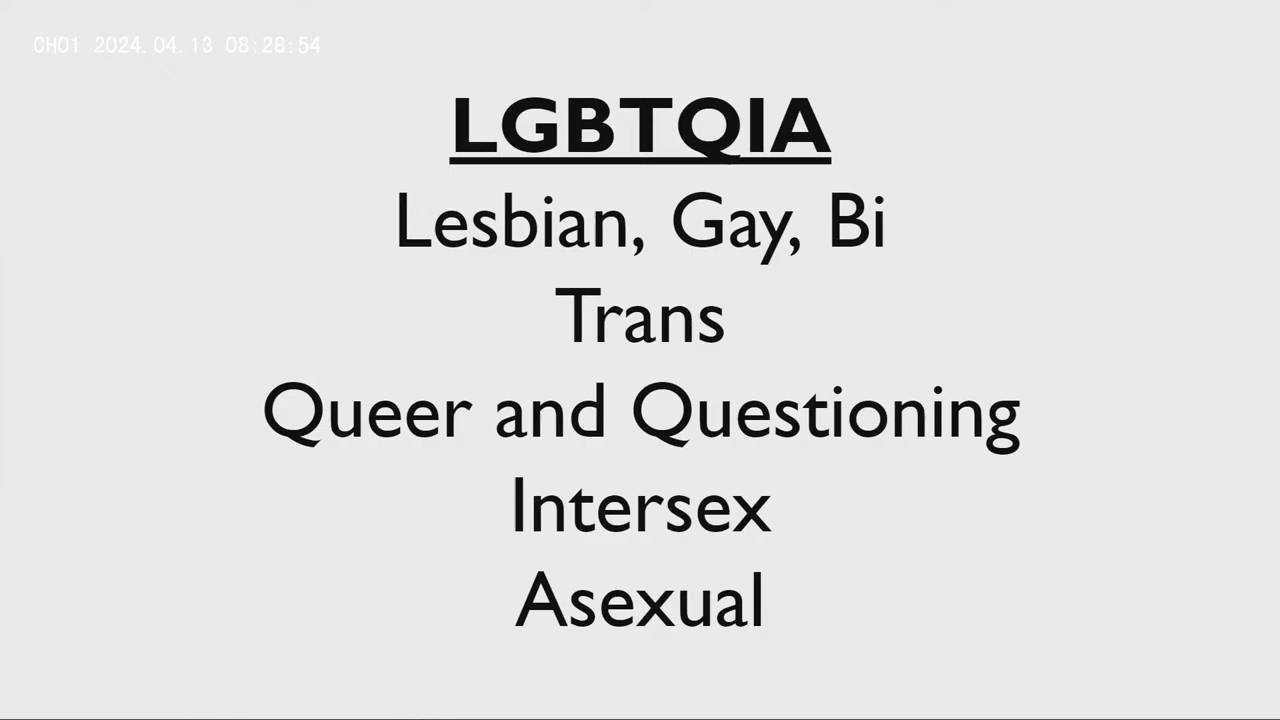 CH01 2024.04.13 08:28:54
LGBTQIA
Lesbian, Gay, Bi
Trans
Queer and Questioning
Intersex
Asexual